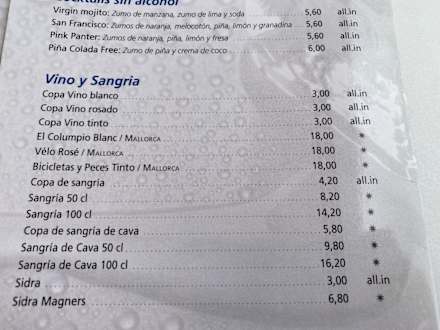 Cocktails sin alcohol
Virgin mojito: Zumo de manzana, zumo de lima y soda 5,60 all.in
San Francisco: Zumos de naranja, melocotón, piña, limón y granadina 5,60 all.in
Pink Panter: Zumos de naranja, piña, limón y fresa 5,60 all.in
Piña Colada Free: Zumo de piña y crema de coco 6,00 all.in
Vino y Sangria
Copa Vino blanco 3,00 all.in
Copa Vino rosado 3,00 all.in
Copa Vino tinto 3,00 all.in
El Columpio Blanc / MALLORCA 18,00 *
Vélo Rosé / MALLORCA 18,00 *
Bicicletas y Peces Tinto / MALLORCA 18,00 *
Copa de sangria 4,20 all.in
Sangria 50 cl 8,20 *
Sangria 100 cl 14,20 *
Copa de sangria de cava 5,80 *
Sangria de Cava 50 cl 9,80 *
Sangria de Cava 100 cl 16,20 *
Sidra 3,00 all.in
Sidra Magners 6,80 *